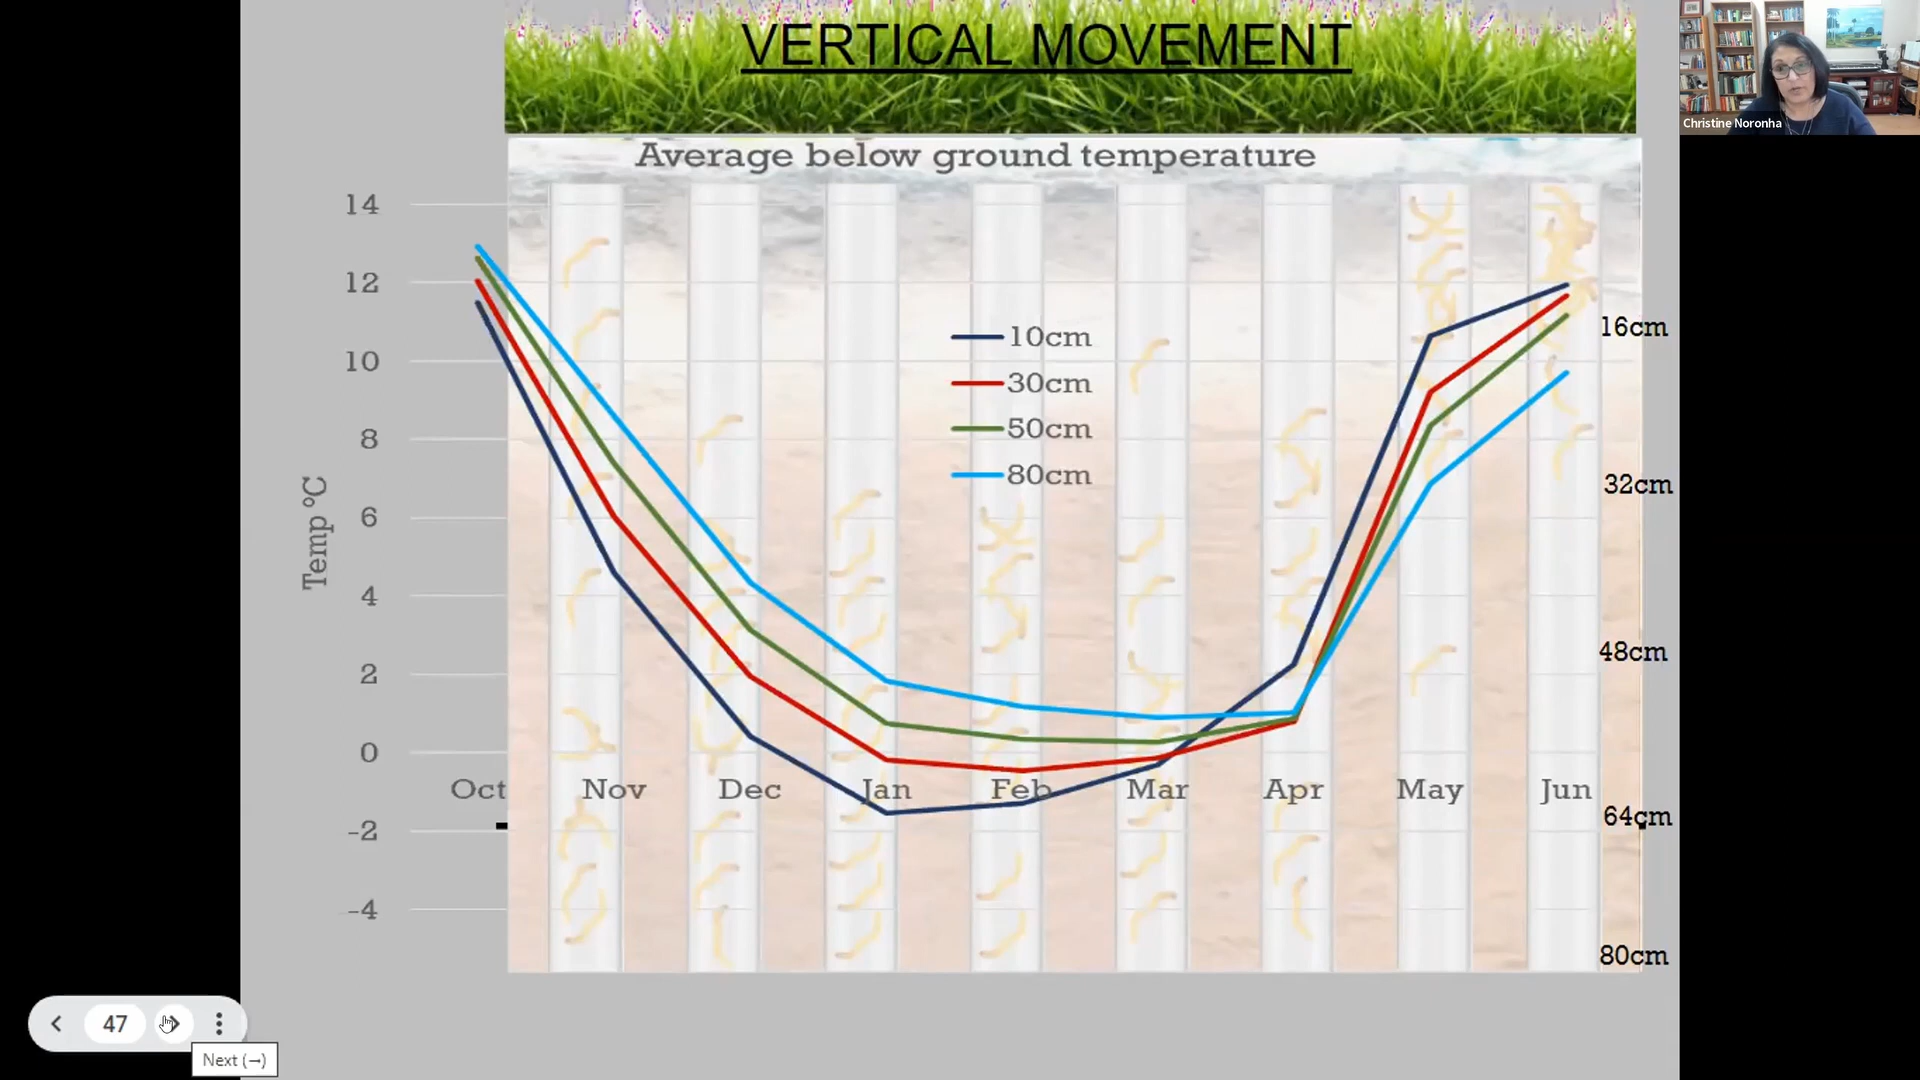 VERTICAL MOVEMENT
Christine Noronha
Average below ground temperature
14
12
10
8
6
4
2
0
-2
-4
Temp °C
10cm
30cm
50cm
80cm
Oct
Nov
Dec
Jan
Feb
Mar
Apr
May
Jun
16cm
32cm
48cm
64cm
80cm
47
Next (→)